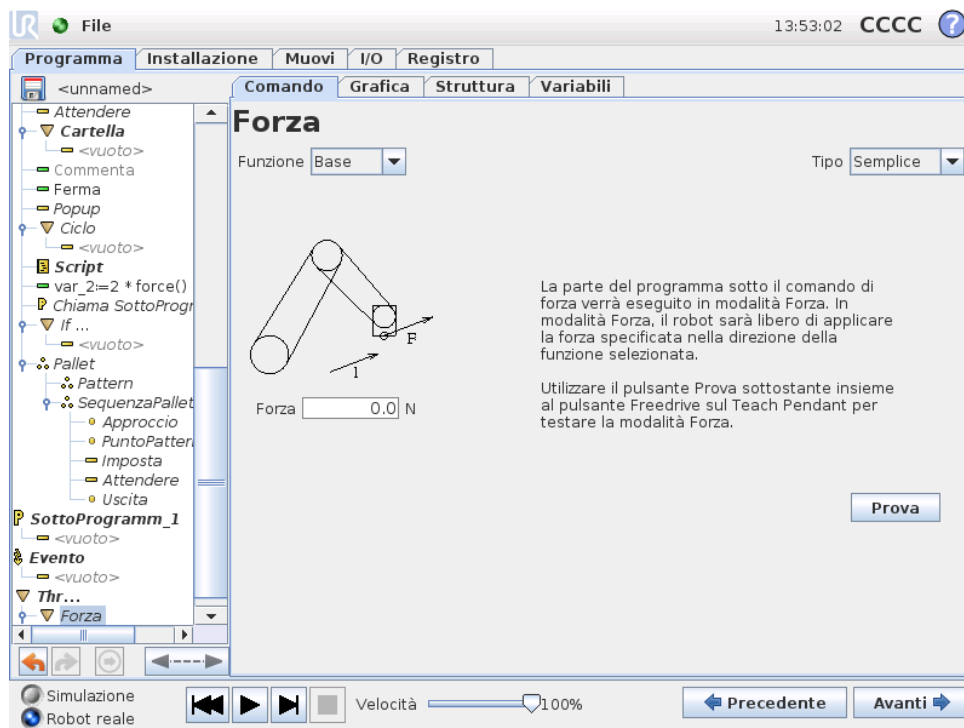 UR File 13:53:02 CCCC ?
Programma Installazione Muovi I/O Registro
<unnamed>
Comando Grafica Struttura Variabili
Attendere
Cartella
<vuoto>
Commenta
Ferma
Popup
Ciclo
<vuoto>
Script
var_2:=2 * force()
Chiama SottoProgr
If ...
<vuoto>
Pallet
Pattern
SequenzaPallet
Approccio
PuntoPatter
Imposta
Attendere
Uscita
SottoProgramm_1
<vuoto>
Evento
<vuoto>
Thr...
Forza
Forza
Funzione Base
Tipo Semplice
F
1
Forza 0.0 N
La parte del programma sotto il comando di
forza verrà eseguito in modalità Forza. In
modalità Forza, il robot sarà libero di applicare
la forza specificata nella direzione della
funzione selezionata.
Utilizzare il pulsante Prova sottostante insieme
al pulsante Freedrive sul Teach Pendant per
testare la modalità Forza.
Prova
Simulazione
Robot reale
Velocità 100%
Precedente Avanti